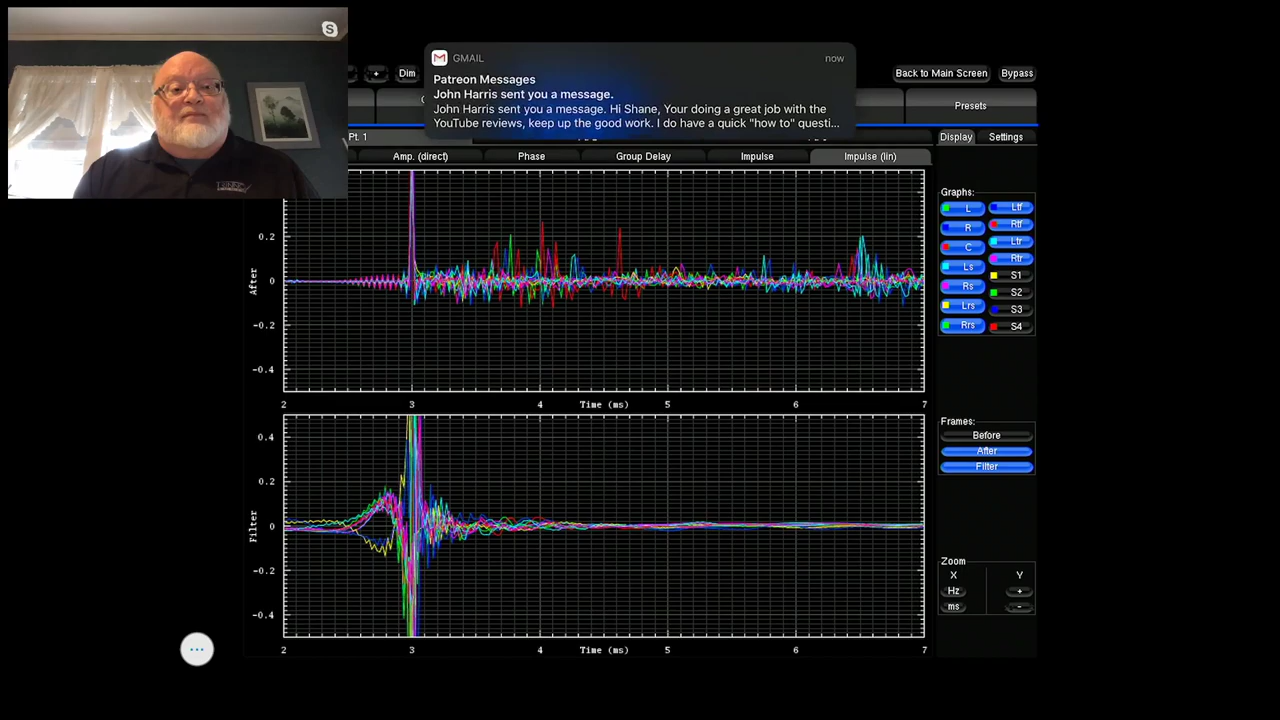 GMAIL
now
Patreon Messages
John Harris sent you a message.
John Harris sent you a message. Hi Shane, Your doing a great job with the
YouTube reviews, keep up the good work. I do have a quick "how to" questi...
+
Dim
Back to Main Screen
Bypass
Presets
Pt. 1
Display
Settings
Amp. (direct)
Phase
Group Delay
Impulse
Impulse (lin)
Graphs:
L
Ltf
R
Rtf
C
Ltr
Ls
Rtr
Rs
S1
Lrs
S2
Rrs
S3
S4
After
0.2
0
-0.2
-0.4
2
3
4
Time (ms)
5
6
7
Frames:
Before
After
Filter
Filter
0.4
0.2
0
-0.2
-0.4
2
3
4
Time (ms)
5
6
7
Zoom
X
Y
Hz
+
ms
-
S
...